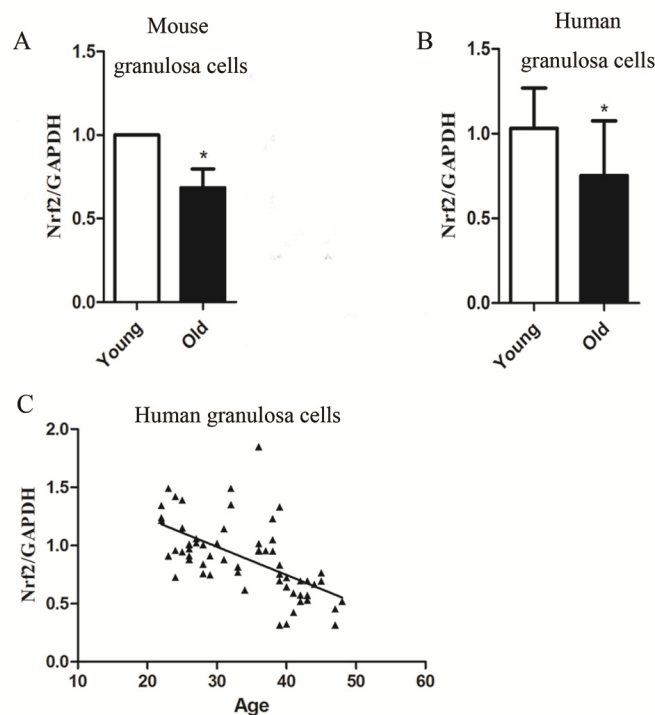 A
Mouse
granulosa cells
Nrf2/GAPDH
1.5
1.0
0.5
0.0
*
Young
Old
B
Human
granulosa cells
Nrf2/GAPDH
1.5
1.0
0.5
0.0
*
Young
Old
C
Human granulosa cells
Nrf2/GAPDH
2.0
1.5
1.0
0.5
0.0
10
20
30
40
50
60
Age